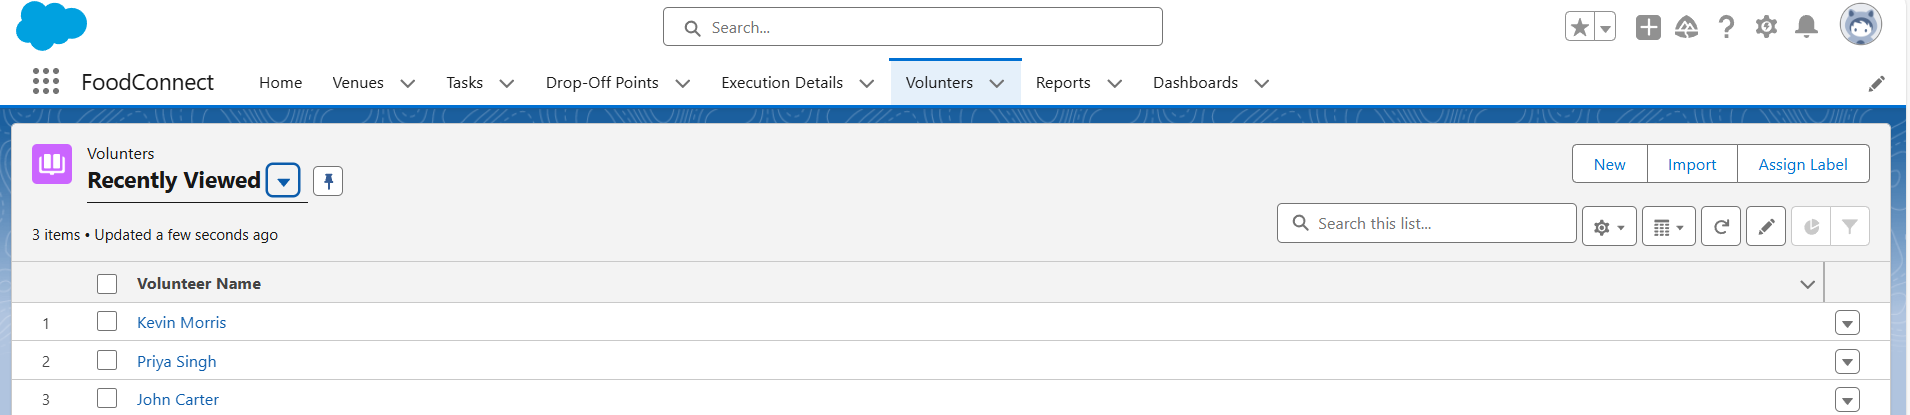 Search...
FoodConnect Home Venues Tasks Drop-Off Points Execution Details Volunters Reports Dashboards
Volunters
Recently Viewed
New Import Assign Label
3 items • Updated a few seconds ago
Search this list...
Volunteer Name
1 Kevin Morris
2 Priya Singh
3 John Carter